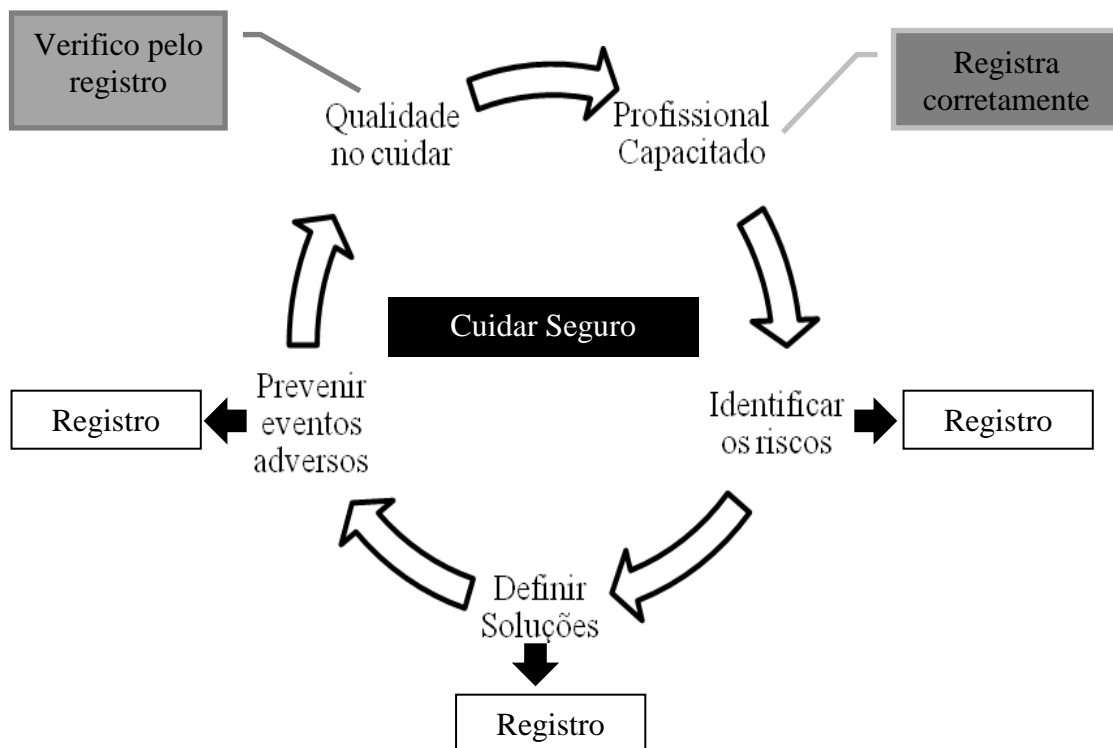 Verifico pelo
registro
Qualidade
no cuidar
Profissional
Capacitado
Registra
corretamente
Cuidar Seguro
Registro
Prevenir
eventos
adversos
Identificar
os riscos
Registro
Definir
Soluções
Registro